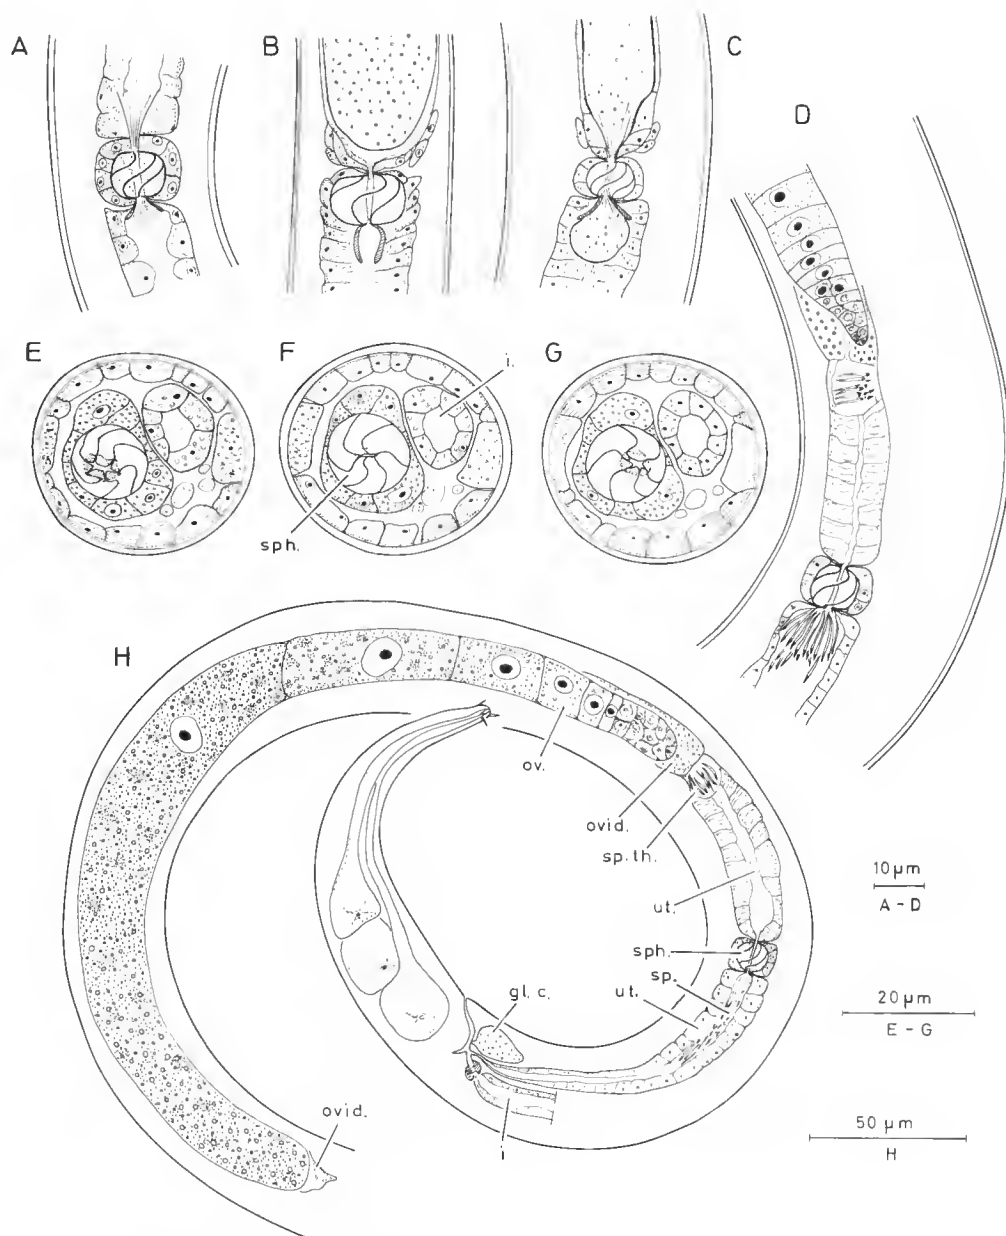 A
B
C
D
E
F
G
i.
sph.
H
ov.
ovid.
sp.th.
ut.
sph.
sp.
ut.
gl. c.
i
ovid.
10 µm
A - D
20 µm
E - G
50 µm
H